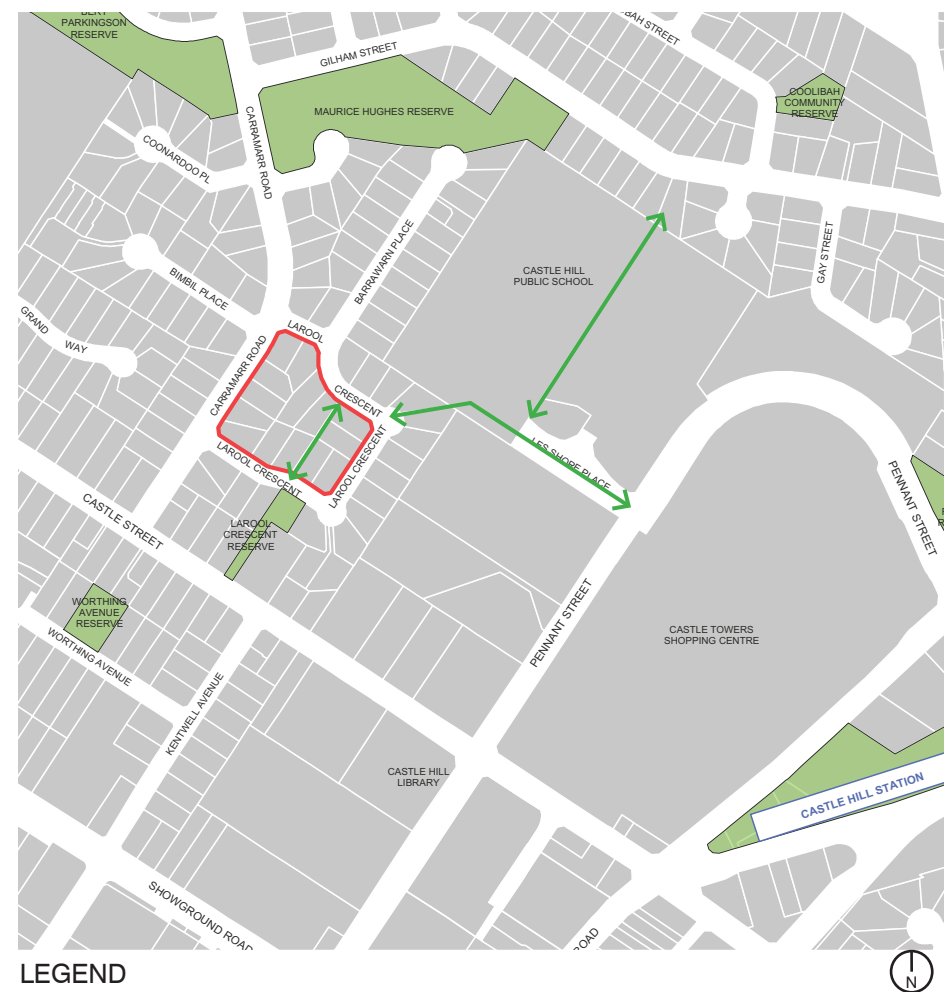 BERT
PARKINGSON
RESERVE
BAH STREET
GILHAM STREET
COOLIBAH
COMMUNITY
RESERVE
MAURICE HUGHES RESERVE
CARRAMARR ROAD
COONARDOO PL
BARRAWARN PLACE
GAY STREET
CASTLE HILL
PUBLIC SCHOOL
BIMBIL PLACE
GRAND
WAY
LAROOL
CRESCENT
CARRAMARR ROAD
LAROOL CRESCENT
LAROOL CRESCENT
LES SHORE PLACE
PENNANT STREET
CASTLE STREET
LAROOL
CRESCENT
RESERVE
WORTHING
AVENUE
RESERVE
WORTHING AVENUE
PENNANT STREET
CASTLE TOWERS
SHOPPING CENTRE
KENTWELL AVENUE
CASTLE HILL
LIBRARY
CASTLE HILL STATION
SHOWGROUND ROAD
ROAD
LEGEND
N